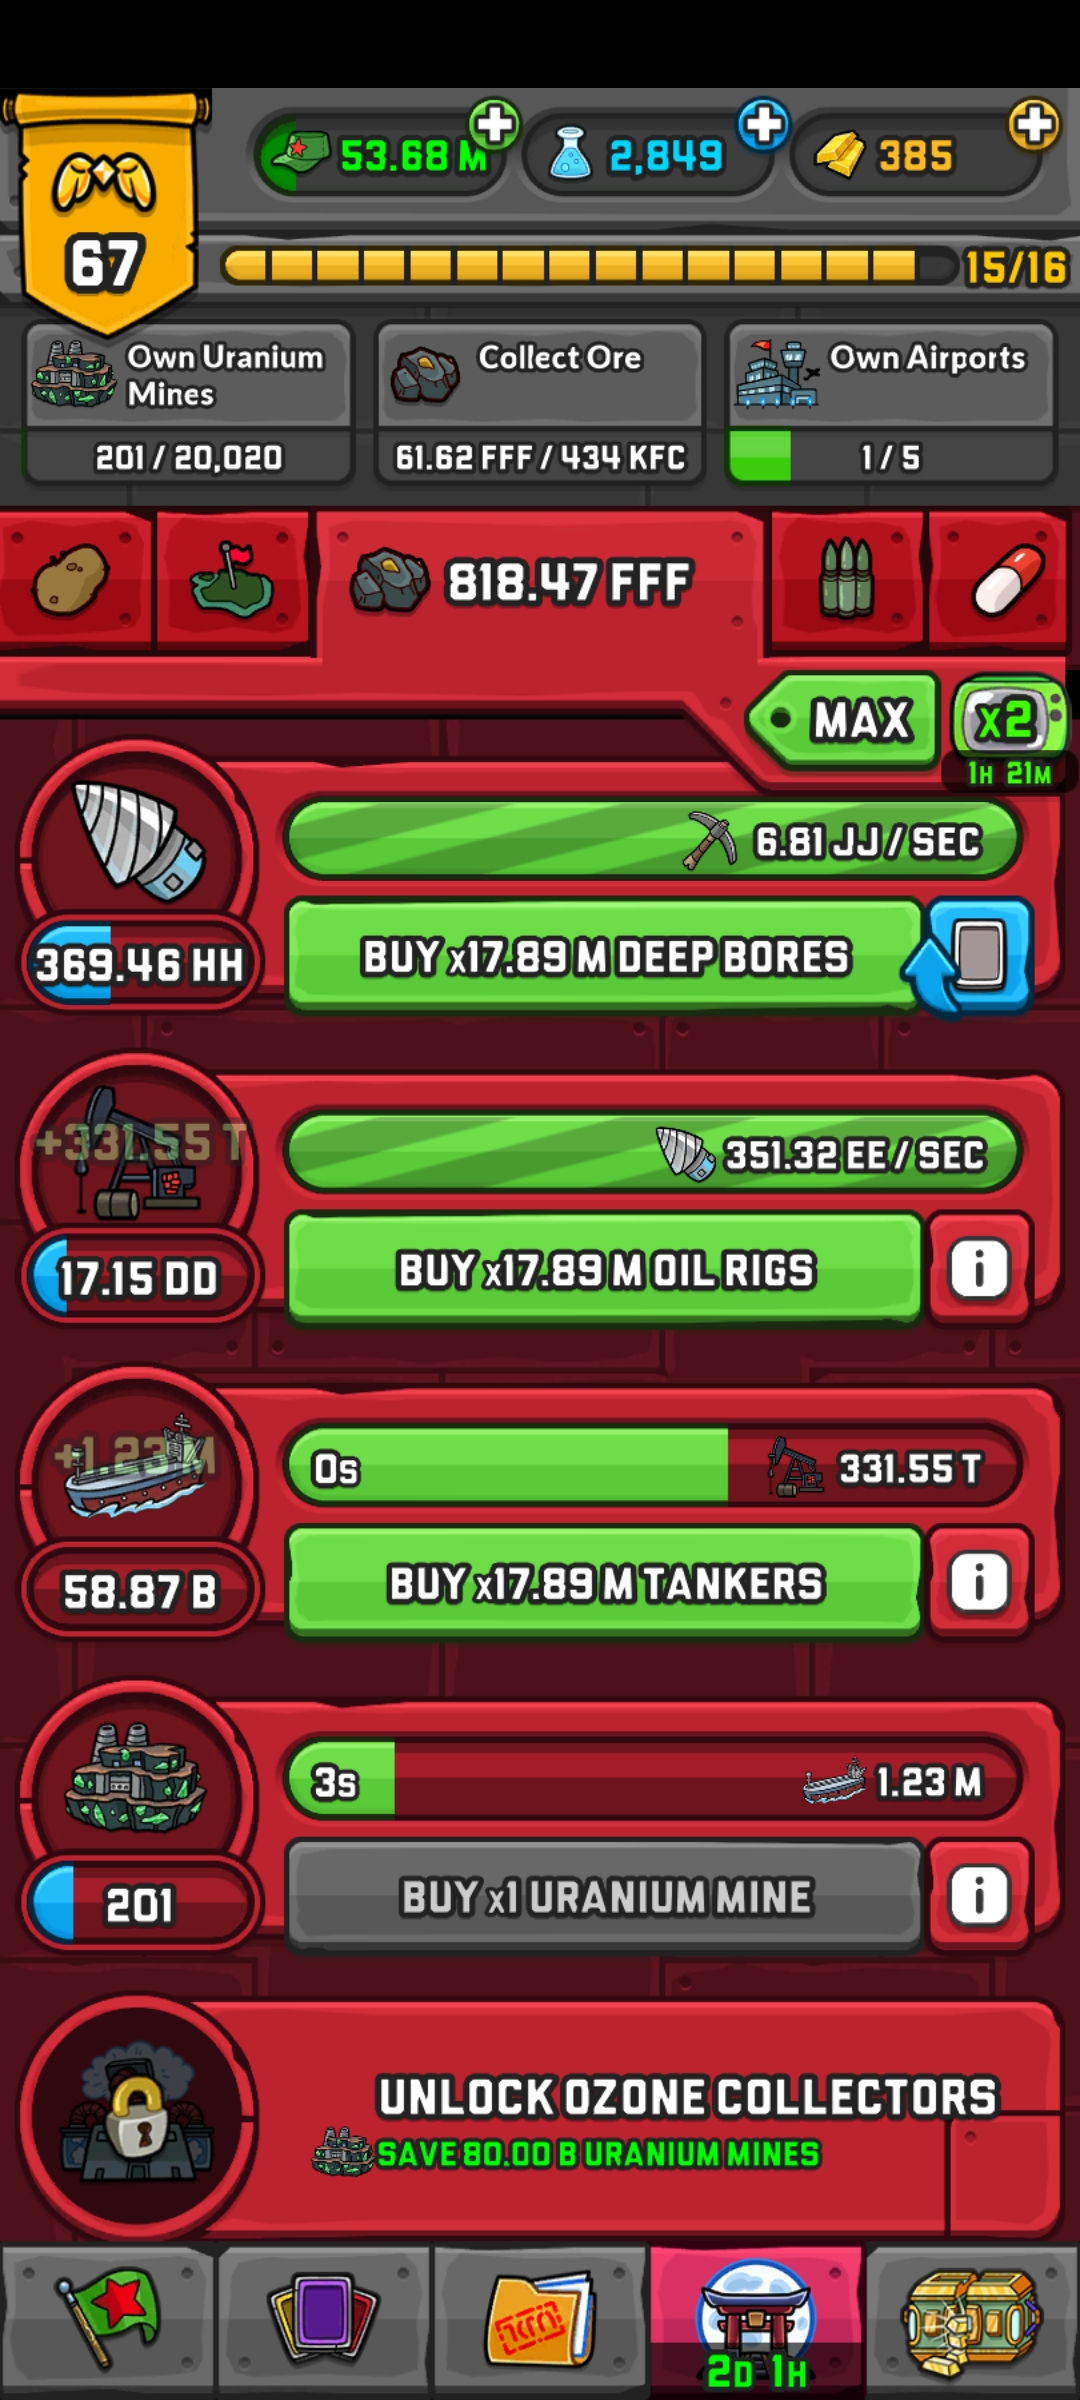 53.68 M
2,849
385
67
15/16
Own Uranium
Mines
201 / 20,020
Collect Ore
61.62 FFF / 434 KFC
Own Airports
1 / 5
818.47 FFF
MAX
x2
1H 21M
6.81 JJ / SEC
369.46 HH
BUY x17.89 M DEEP BORES
+331.55 T
351.32 EE / SEC
17.15 DD
BUY x17.89 M OIL RIGS
i
+1.23 M
0s
331.55 T
58.87 B
BUY x17.89 M TANKERS
i
3s
1.23 M
201
BUY x1 URANIUM MINE
i
UNLOCK OZONE COLLECTORS
SAVE 80.00 B URANIUM MINES
2D 1H